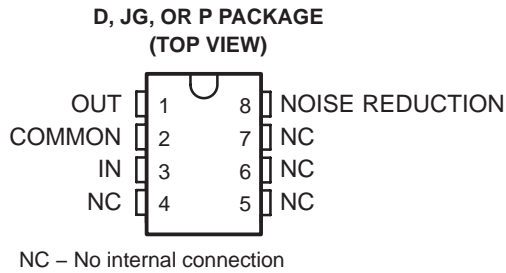 D, JG, OR P PACKAGE
(TOP VIEW)
OUT 1 8 NOISE REDUCTION
COMMON 2 7 NC
IN 3 6 NC
NC 4 5 NC
NC – No internal connection